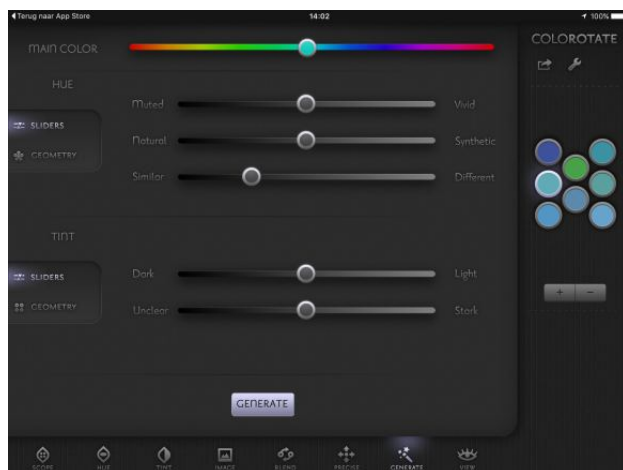 Terug naar App Store 14:02 100%
MAIN COLOR
COLOROTATE
HUE
Muted Vivid
SLIDERS
Natural Synthetic
GEOMETRY
Similar Different
TINT
Dark Light
SLIDERS
Unclear Stark
GEOMETRY
+ −
GENERATE
SCOPE HUE TINT IMAGE BLEND PRECISE GENERATE VIEW